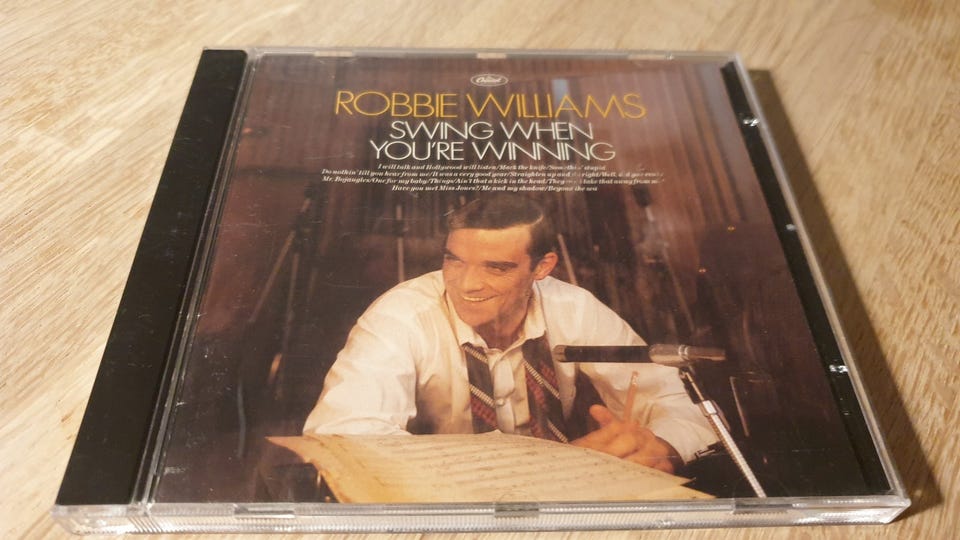 Capitol
ROBBIE WILLIAMS
SWING WHEN
YOU'RE WINNING
I will talk and Hollywood will listen/Mack the knife/Somethin' stupid
Do nothin' till you hear from me/It was a very good year/Straighten up and fly right/Well, did you evah
Mr. Bojangles/One for my baby/Things/Ain't that a kick in the head/They can't take that away from me
Have you met Miss Jones?/Me and my shadow/Beyond the sea